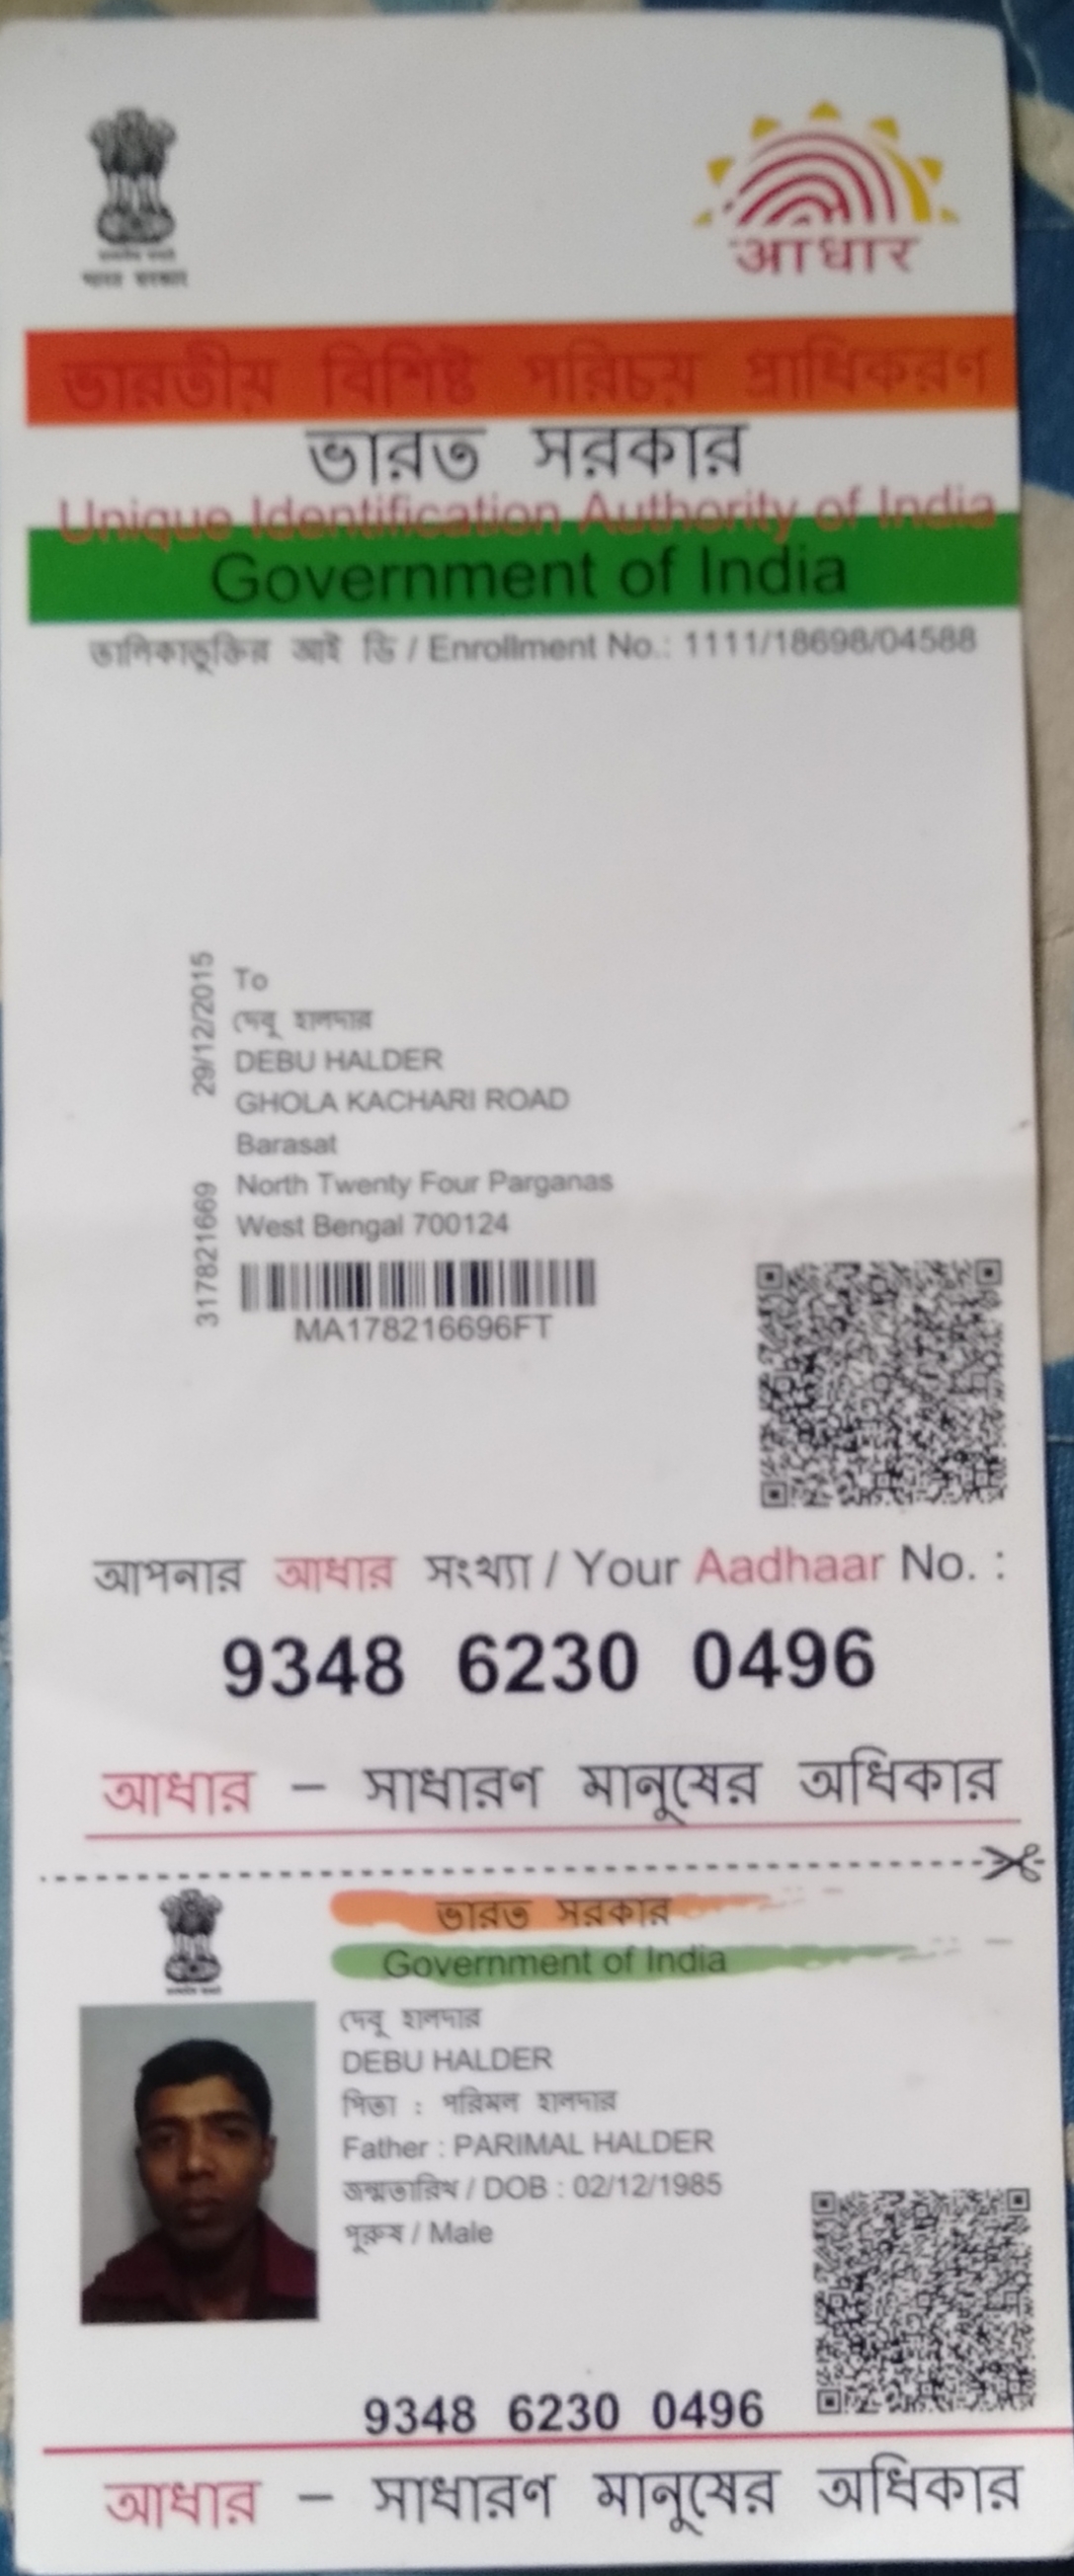 भारत सरकार
आधार
ভারতীয় বিশিষ্ট পরিচয় প্রাধিকরণ
ভারত সরকার
Unique Identification Authority of India
Government of India
তালিকাভুক্তির আই ডি / Enrollment No.: 1111/18698/04588
29/12/2015
317821669
To
দেবু হালদার
DEBU HALDER
GHOLA KACHARI ROAD
Barasat
North Twenty Four Parganas
West Bengal 700124
MA178216696FT
আপনার আধার সংখ্যা / Your Aadhaar No. :
9348 6230 0496
আধার – সাধারণ মানুষের অধিকার
ভারত সরকার
Government of India
দেবু হালদার
DEBU HALDER
পিতা : পরিমল হালদার
Father : PARIMAL HALDER
জন্মতারিখ / DOB : 02/12/1985
পুরুষ / Male
9348 6230 0496
আধার – সাধারণ মানুষের অধিকার